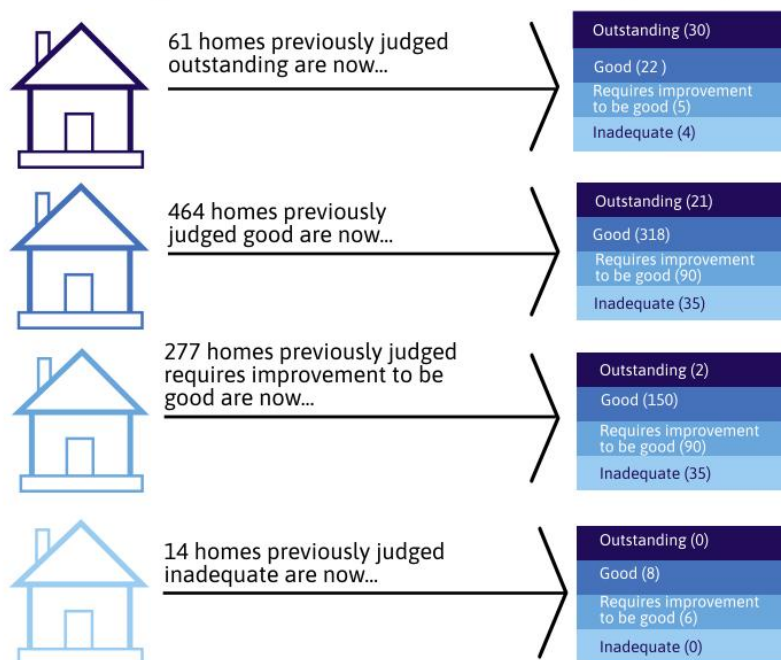 61 homes previously judged
outstanding are now...
Outstanding (30)
Good (22 )
Requires improvement
to be good (5)
Inadequate (4)
464 homes previously
judged good are now...
Outstanding (21)
Good (318)
Requires improvement
to be good (90)
Inadequate (35)
277 homes previously judged
requires improvement to be
good are now...
Outstanding (2)
Good (150)
Requires improvement
to be good (90)
Inadequate (35)
14 homes previously judged
inadequate are now...
Outstanding (0)
Good (8)
Requires improvement
to be good (6)
Inadequate (0)